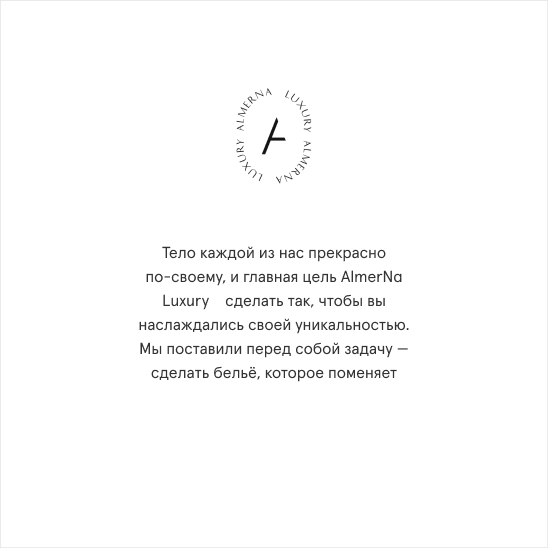 ALMERNA LUXURY ALMERNA LUXURY
A
Тело каждой из нас прекрасно
по-своему, и главная цель AlmerNa
Luxury сделать так, чтобы вы
наслаждались своей уникальностью.
Мы поставили перед собой задачу —
сделать бельё, которое поменяет